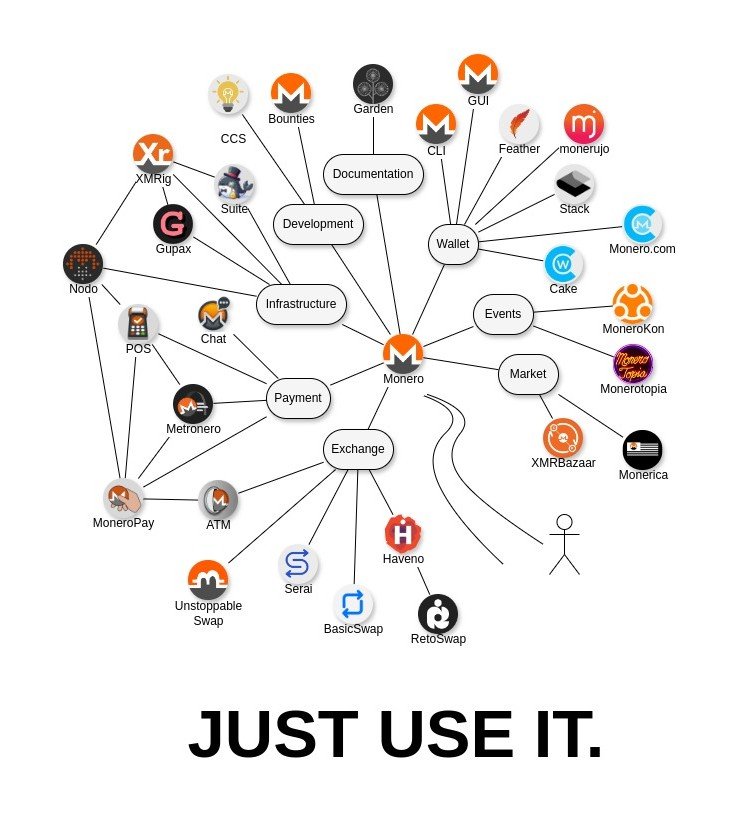 CCS
Bounties
Garden
GUI
CLI
Feather
monerujo
XMRig
Documentation
Suite
Stack
Development
Wallet
Gupax
Monero.com
Nodo
Cake
Infrastructure
Events
MoneroKon
Chat
POS
Monero
Market
Monero
Topia
Monerotopia
Payment
Metronero
Exchange
XMRBazaar
Monerica
MoneroPay
ATM
Haveno
Serai
Unstoppable
Swap
BasicSwap
RetoSwap
JUST USE IT.